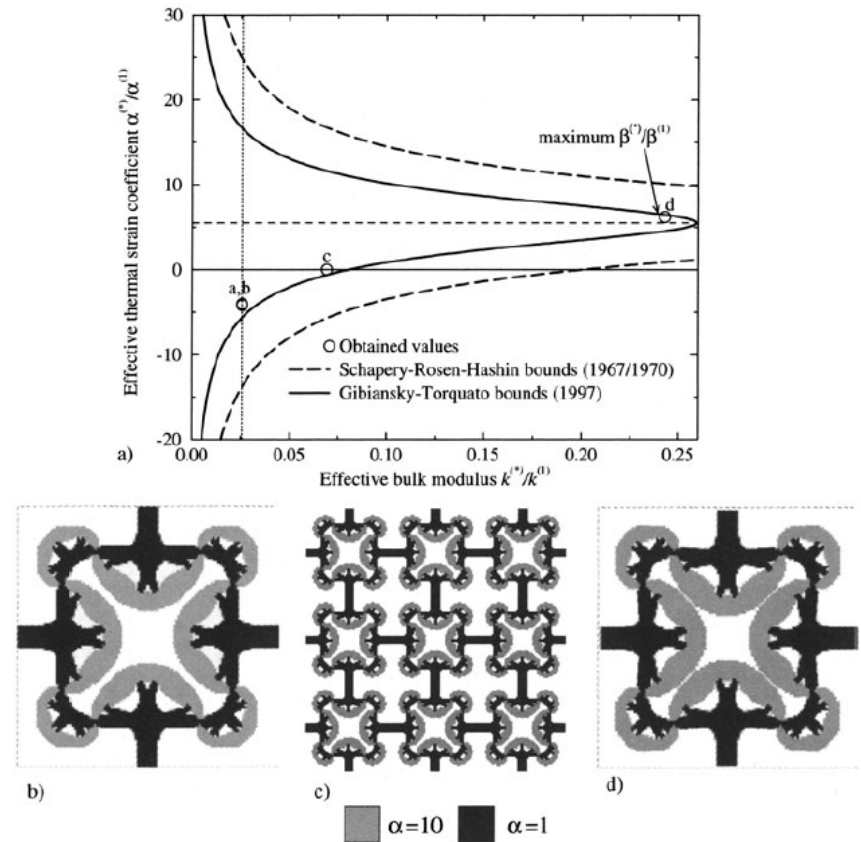 Effective thermal strain coefficient α⁽*⁾/α⁽¹⁾
30
20
10
0
-10
-20
maximum β⁽*⁾/β⁽¹⁾
d
c
a,b
Obtained values
Schapery-Rosen-Hashin bounds (1967/1970)
Gibiansky-Torquato bounds (1997)
0.00 0.05 0.10 0.15 0.20 0.25
a) Effective bulk modulus k⁽*⁾/k⁽¹⁾
b) c) d)
α=10 α=1